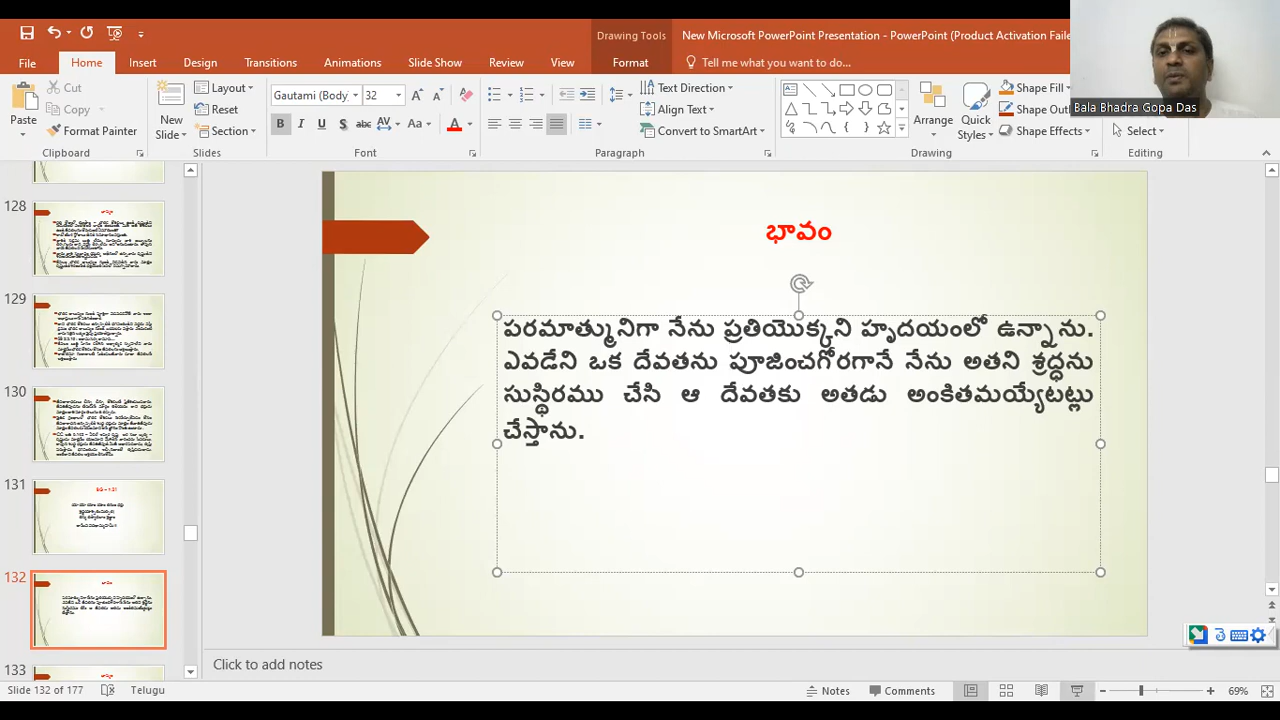 Drawing Tools
New Microsoft PowerPoint Presentation - PowerPoint (Product Activation Faile
File Home Insert Design Transitions Animations Slide Show Review View Format Tell me what you want to do...
Bala Bhadra Gopa Das
Paste
Cut
Copy
Format Painter
Clipboard
New Slide
Layout
Reset
Section
Slides
Gautami (Body) 32
B I U S abc AV Aa A
Font
Text Direction
Align Text
Convert to SmartArt
Paragraph
Arrange
Quick Styles
Shape Fill
Shape Out
Shape Effects
Drawing
Select
Editing
128
129
130
131
132
133
భావం
పరమాత్మునిగా నేను ప్రతియొక్కని హృదయంలో ఉన్నాను.
ఎవడేని ఒక దేవతను పూజించగోరగానే నేను అతని శ్రద్ధను
సుస్థిరము చేసి ఆ దేవతకు అతడు అంకితమయ్యేటట్లు
చేస్తాను.
Click to add notes
Slide 132 of 177 Telugu Notes Comments 69%